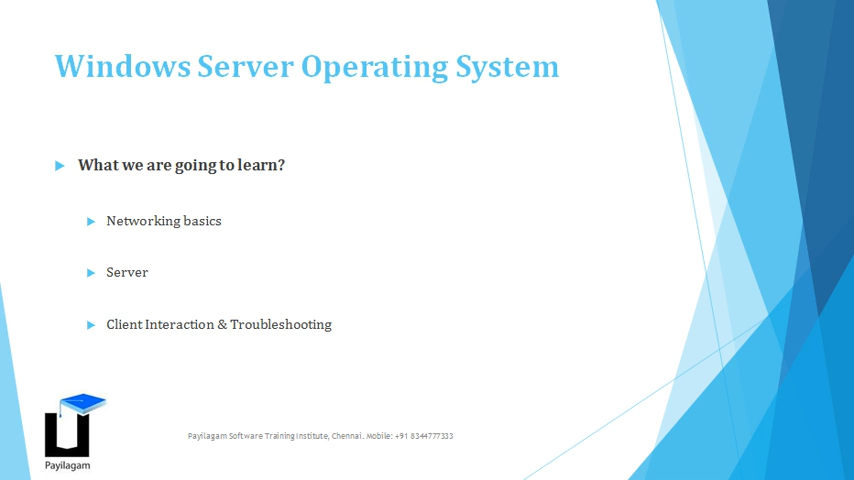 Windows Server Operating System
What we are going to learn?
Networking basics
Server
Client Interaction & Troubleshooting
Payilagam Software Training Institute, Chennai. Mobile: +91 8344777333
Payilagam